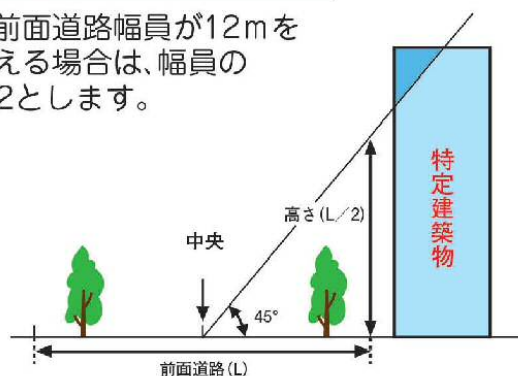 前面道路幅員が12mを
える場合は、幅員の
2とします。
特定建築物
高さ(L/2)
中央
45°
前面道路(L)